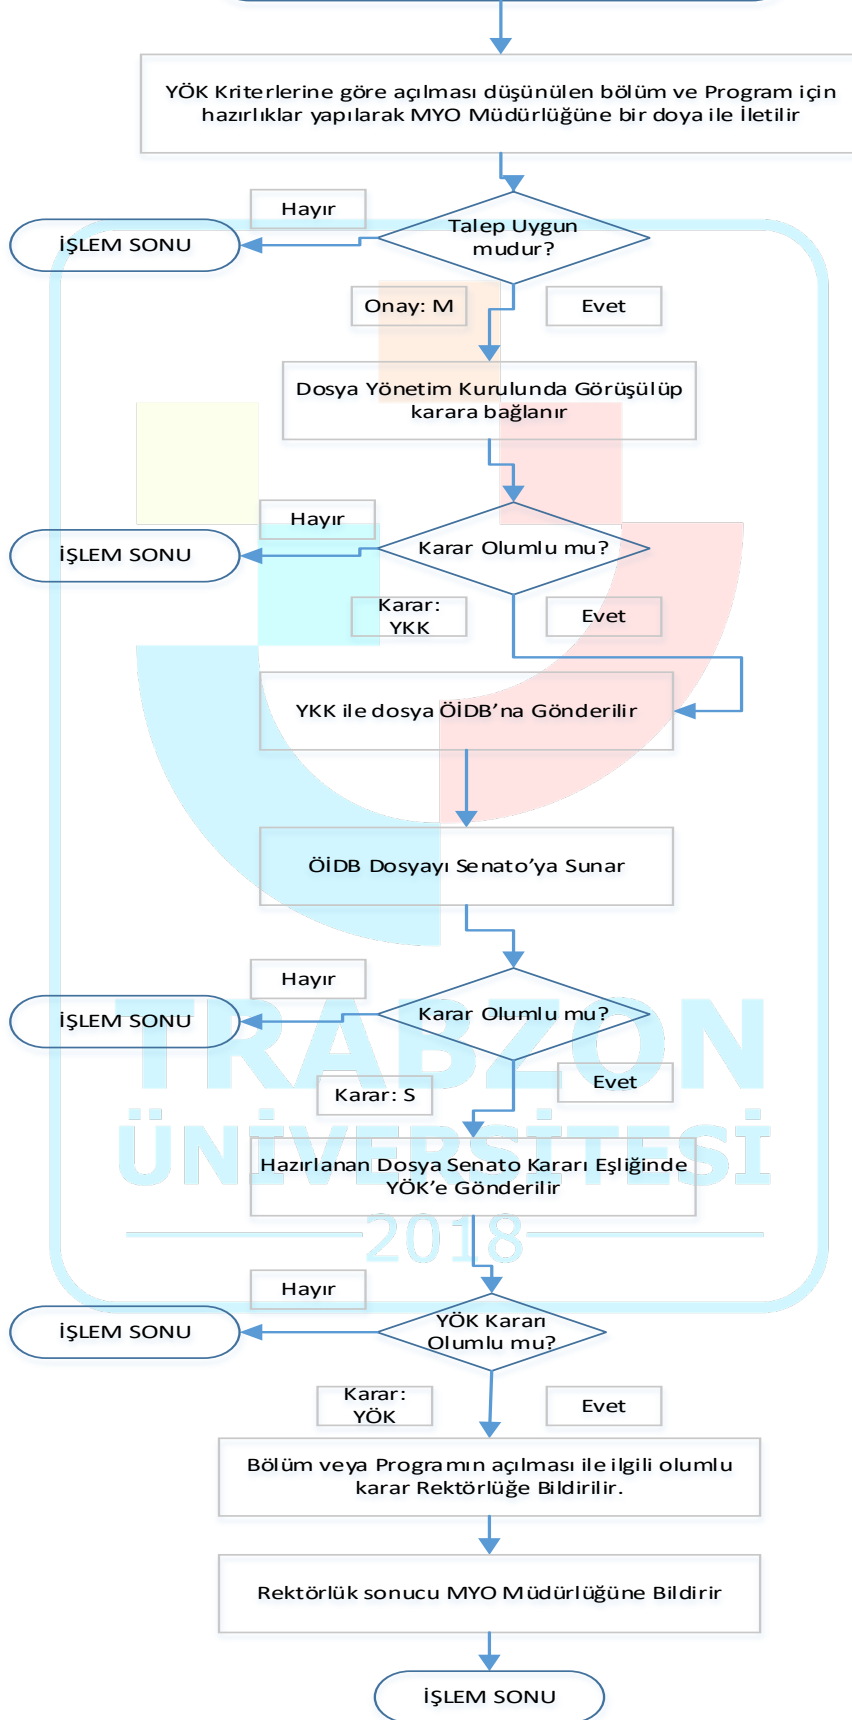 YÖK Kriterlerine göre açılması düşünülen bölüm ve Program için
hazırlıklar yapılarak MYO Müdürlüğüne bir doya ile İletilir
Hayır
Talep Uygun
mudur?
İŞLEM SONU
Onay: M
Evet
Dosya Yönetim Kurulunda Görüşülüp
karara bağlanır
Hayır
Karar Olumlu mu?
İŞLEM SONU
Karar:
YKK
Evet
YKK ile dosya ÖİDB’na Gönderilir
ÖİDB Dosyayı Senato’ya Sunar
Hayır
Karar Olumlu mu?
İŞLEM SONU
TRABZON
Evet
Karar: S
ÜNİVERSİTESİ
Hazırlanan Dosya Senato Kararı Eşliğinde
YÖK’e Gönderilir
2018
Hayır
YÖK Kararı
Olumlu mu?
İŞLEM SONU
Karar:
YÖK
Evet
Bölüm veya Programın açılması ile ilgili olumlu
karar Rektörlüğe Bildirilir.
Rektörlük sonucu MYO Müdürlüğüne Bildirir
İŞLEM SONU